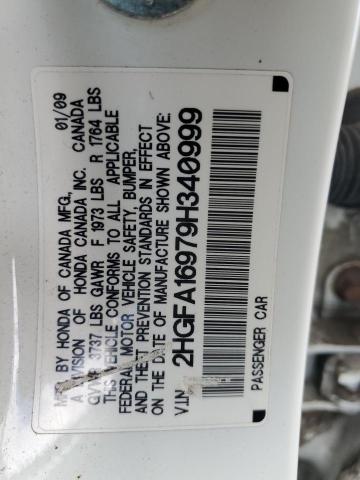 MFD BY HONDA OF CANADA MFG., 01/09
A DIVISION OF HONDA CANADA INC. CANADA
GVWR 3737 LBS GAWR F 1973 LBS R 1764 LBS
THIS VEHICLE CONFORMS TO ALL APPLICABLE
FEDERAL MOTOR VEHICLE SAFETY, BUMPER,
AND THEFT PREVENTION STANDARDS IN EFFECT
ON THE DATE OF MANUFACTURE SHOWN ABOVE.
V.I.N. 2HGFA16979H340999
PASSENGER CAR